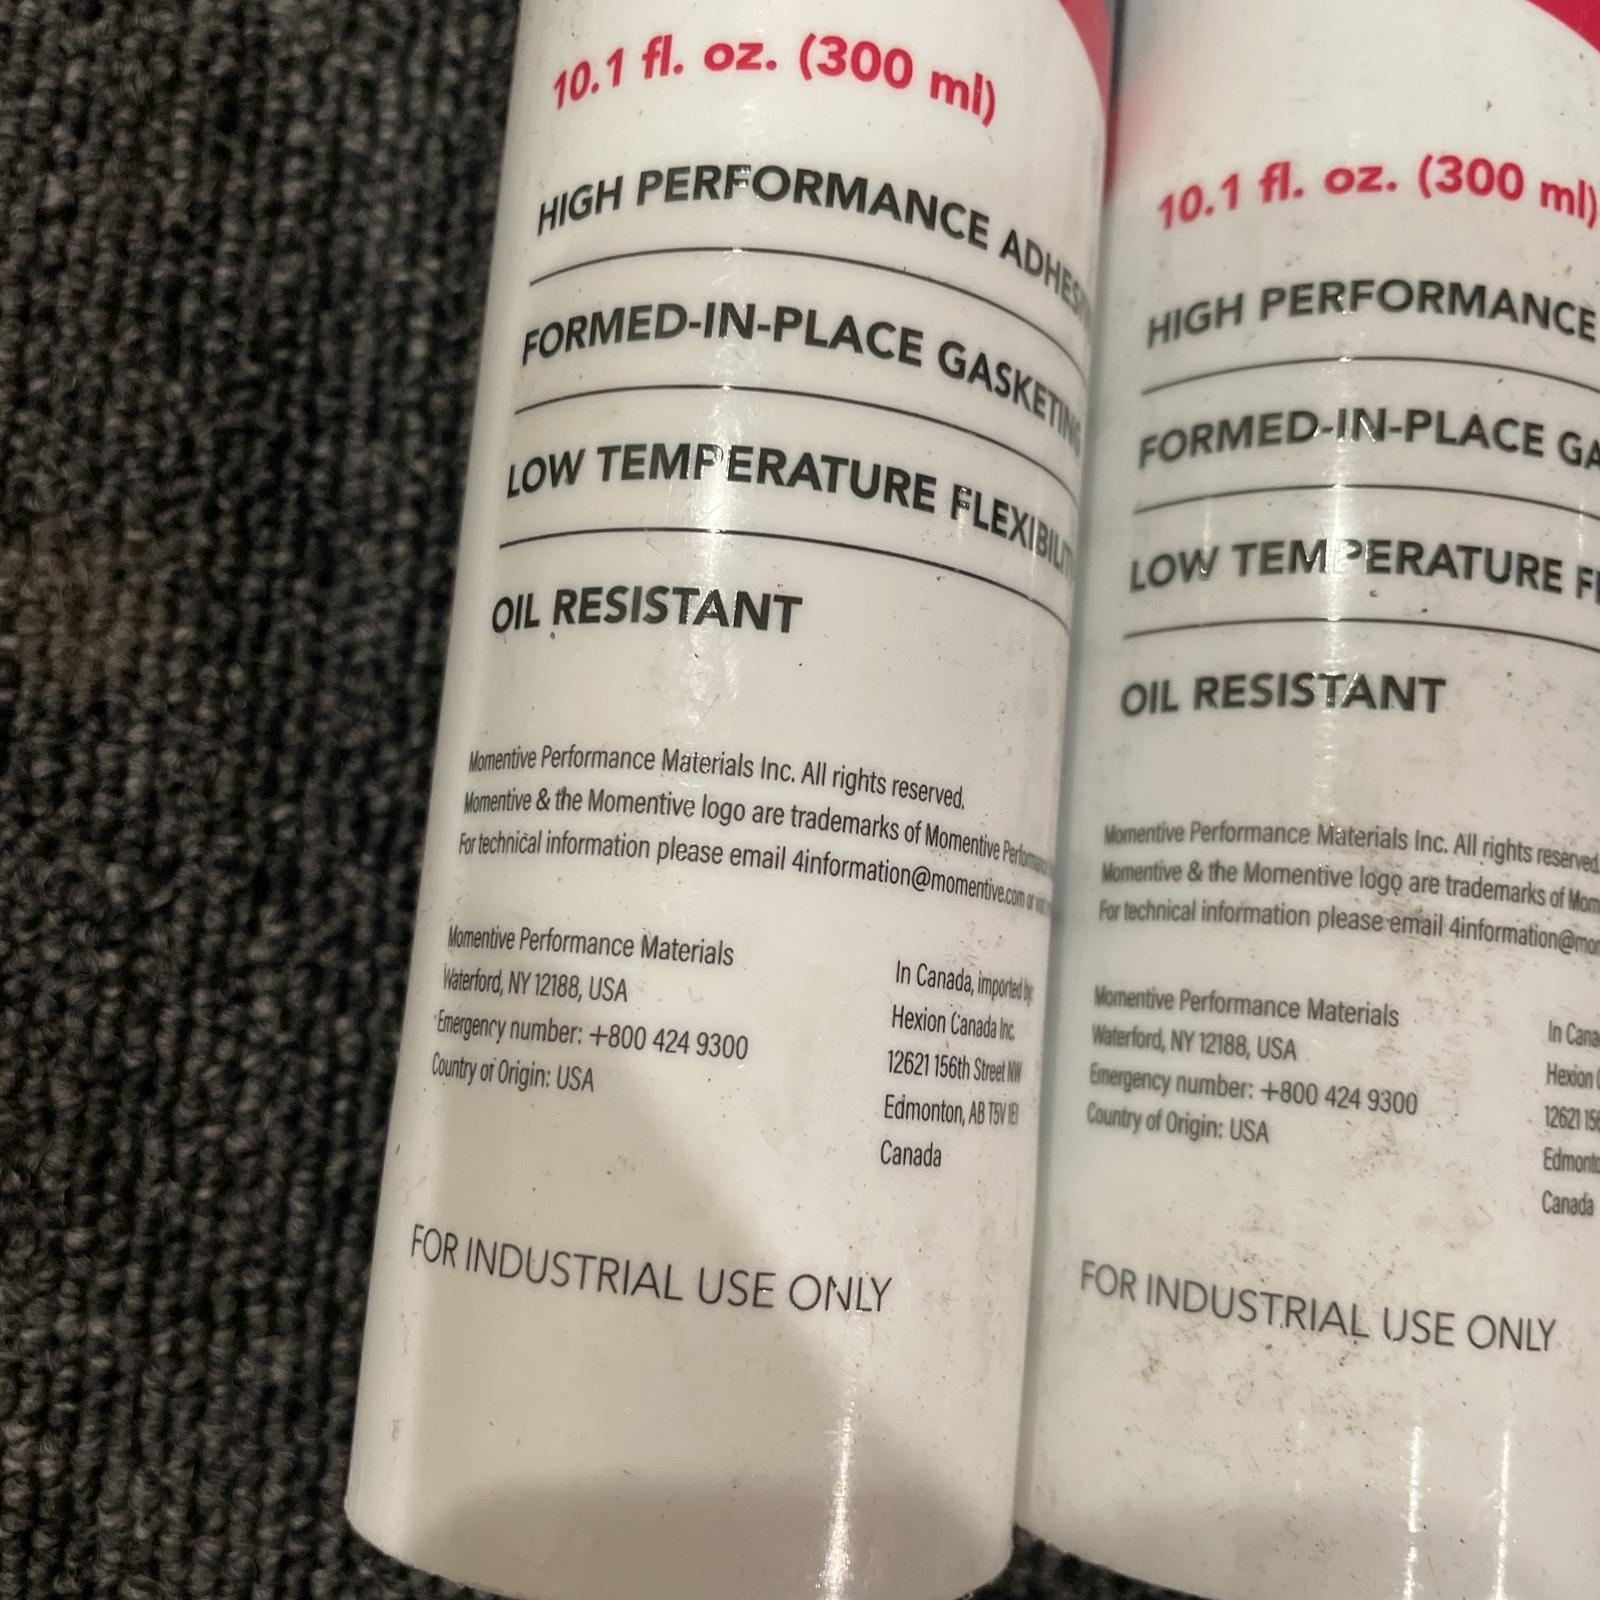 10.1 fl. oz. (300 ml)
HIGH PERFORMANCE
FORMED-IN-PLACE GASKETING
LOW TEMPERATURE
OIL RESISTANT
Momentive Performance Materials Inc. All rights reserved.
Momentive & the Momentive logo are trademarks of Momentive
For technical information please email 4information@momentive.com or
Momentive Performance Materials
Waterford, NY 12188, USA
Emergency number: +800 424 9300
Country of Origin: USA
In Canada, imported by
Hexion Canada Inc.
12621 156th Street NW
Edmonton, AB T5V
Canada
FOR INDUSTRIAL USE ONLY
10.1 fl. oz. (300 ml)
HIGH PERFORMANCE
FORMED-IN-PLACE
LOW TEMPERATURE
OIL RESISTANT
Momentive Performance Materials Inc. All rights reserved.
Momentive & the Momentive logo are trademarks of
For technical information please email
Momentive Performance Materials
Waterford, NY 12188, USA
Emergency number: +800 424 9300
Country of Origin: USA
In
Hexion
12621
Canada
FOR INDUSTRIAL USE ONLY